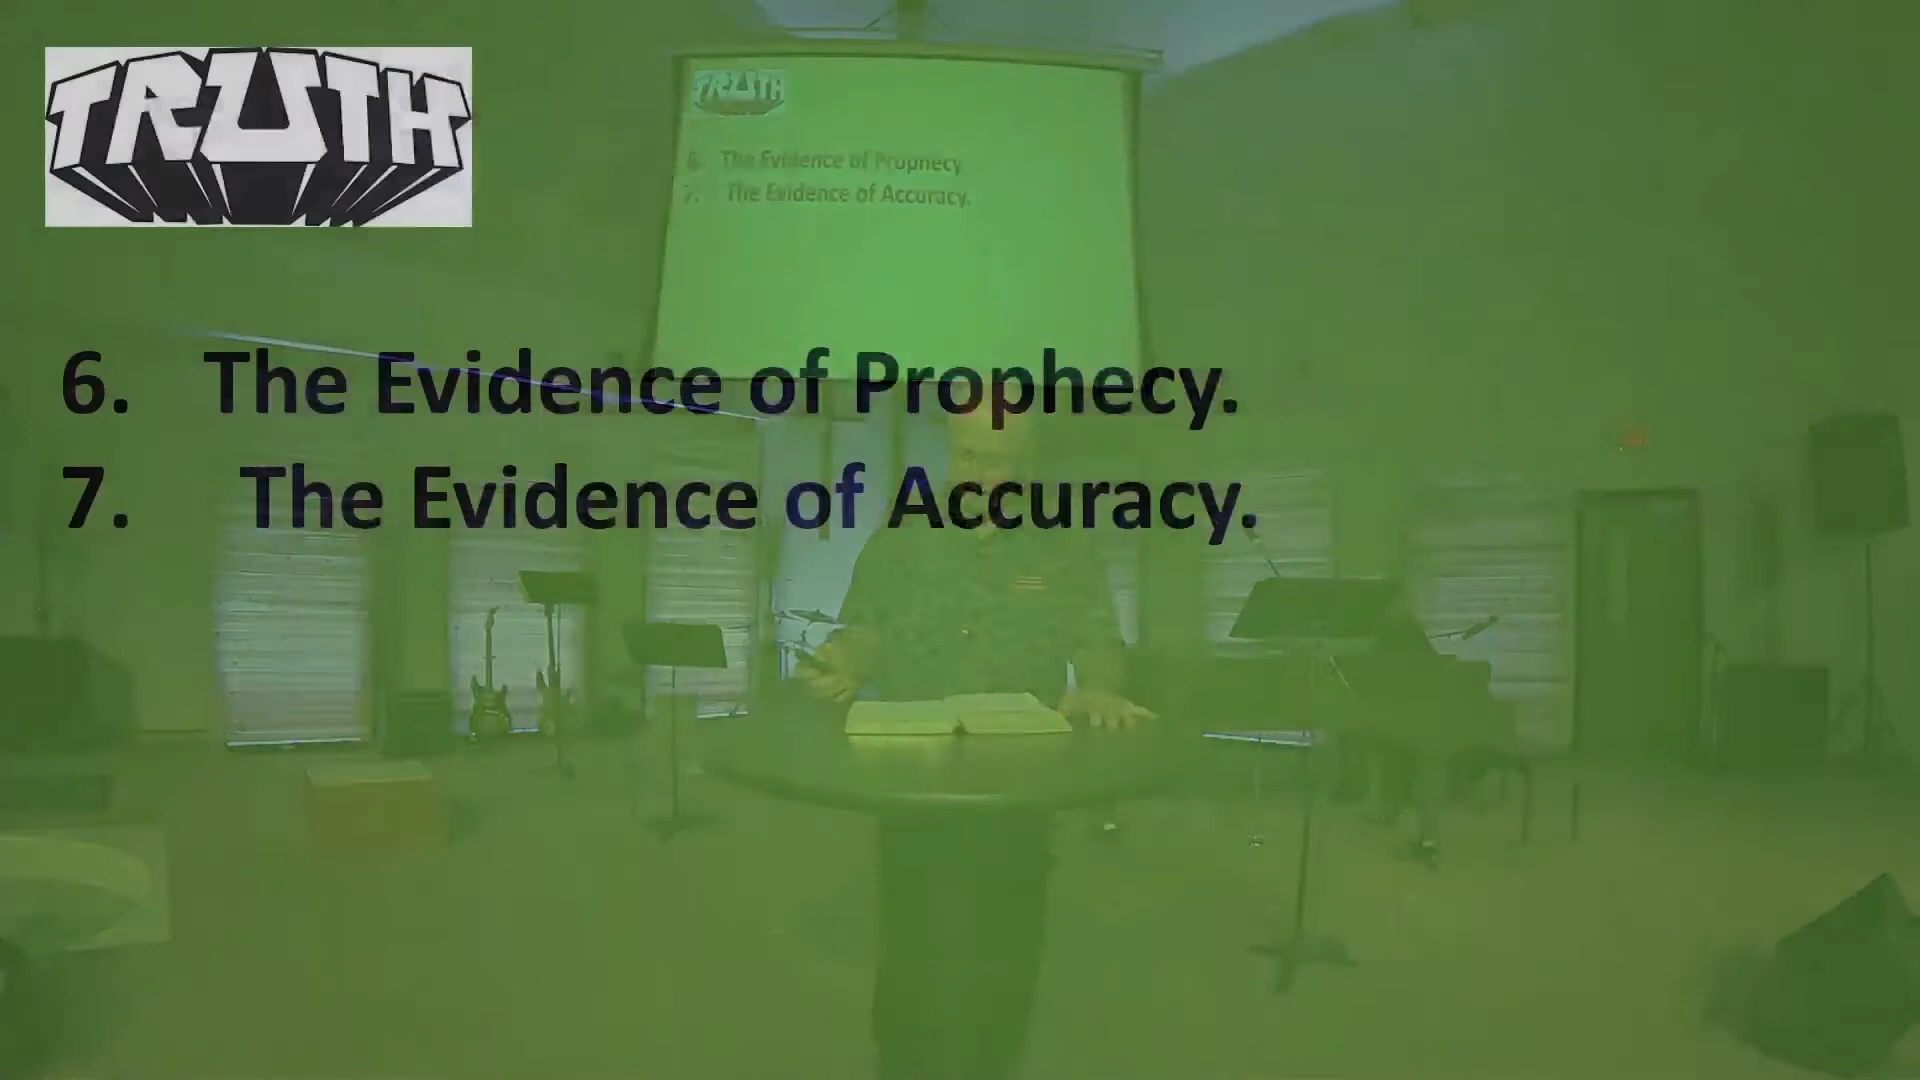 TRUTH
6. The Evidence of Prophecy.
7. The Evidence of Accuracy.
TRUTH
6. The Evidence of Prophecy
7. The Evidence of Accuracy.